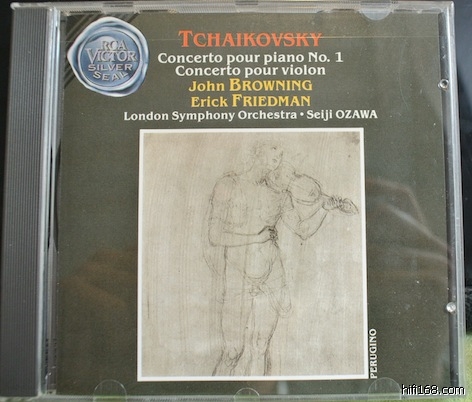 RCA
VICTOR
SILVER
SEAL
TCHAIKOVSKY
Concerto pour piano No. 1
Concerto pour violon
John BROWNING
Erick FRIEDMAN
London Symphony Orchestra • Seiji OZAWA
PERUGINO
hifi168.com